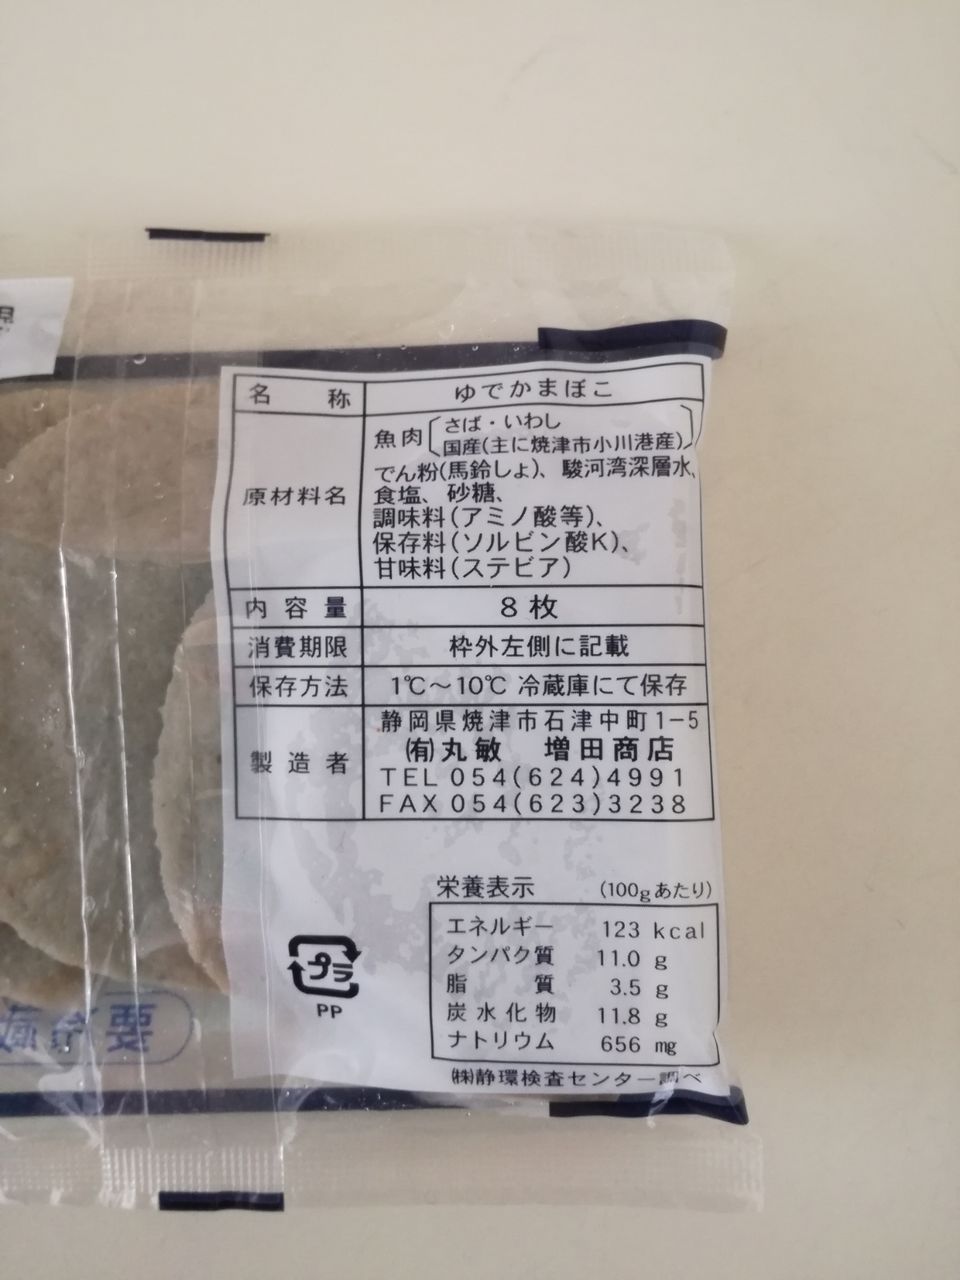 名称 ゆでかまぼこ
原材料名 魚肉〔さば・いわし
国産(主に焼津市小川港産)〕、
でん粉(馬鈴しょ)、駿河湾深層水、
食塩、砂糖、
調味料(アミノ酸等)、
保存料(ソルビン酸K)、
甘味料(ステビア)
内容量 8枚
消費期限 枠外左側に記載
保存方法 1℃〜10℃ 冷蔵庫にて保存
製造者 静岡県焼津市石津中町1-5
㈲丸敏 増田商店
TEL 054(624)4991
FAX 054(623)3238
栄養表示 (100gあたり)
エネルギー 123 kcal
タンパク質 11.0 g
脂質 3.5 g
炭水化物 11.8 g
ナトリウム 656 mg
㈱静環検査センター調べ
プラ
PP